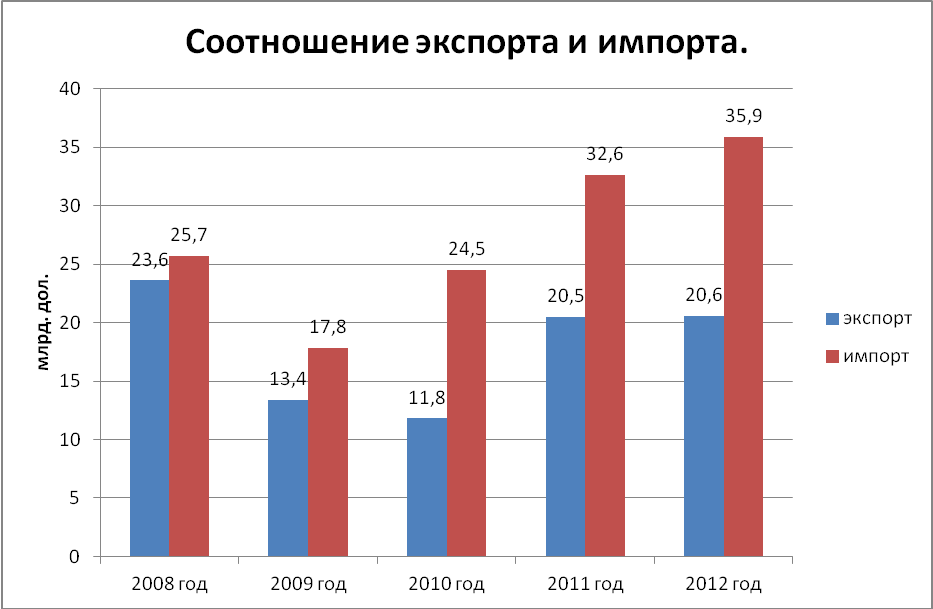 Соотношение экспорта и импорта.
млрд. дол.
40
35
30
25
20
15
10
5
0
23,6
25,7
13,4
17,8
11,8
24,5
20,5
32,6
20,6
35,9
2008 год
2009 год
2010 год
2011 год
2012 год
экспорт
импорт